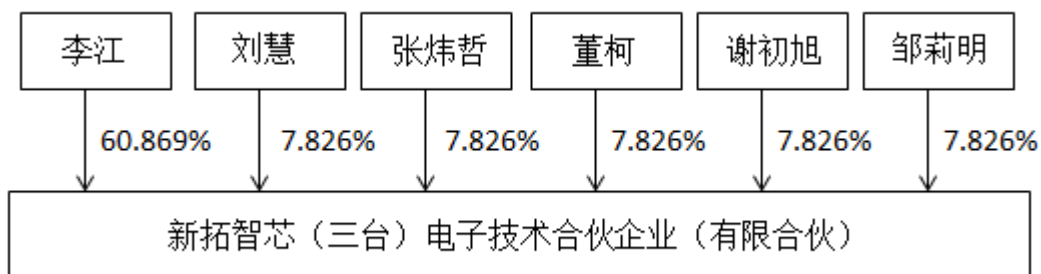 李江 刘慧 张炜哲 董柯 谢初旭 邹莉明
60.869% 7.826% 7.826% 7.826% 7.826% 7.826%
新拓智芯（三台）电子技术合伙企业（有限合伙）